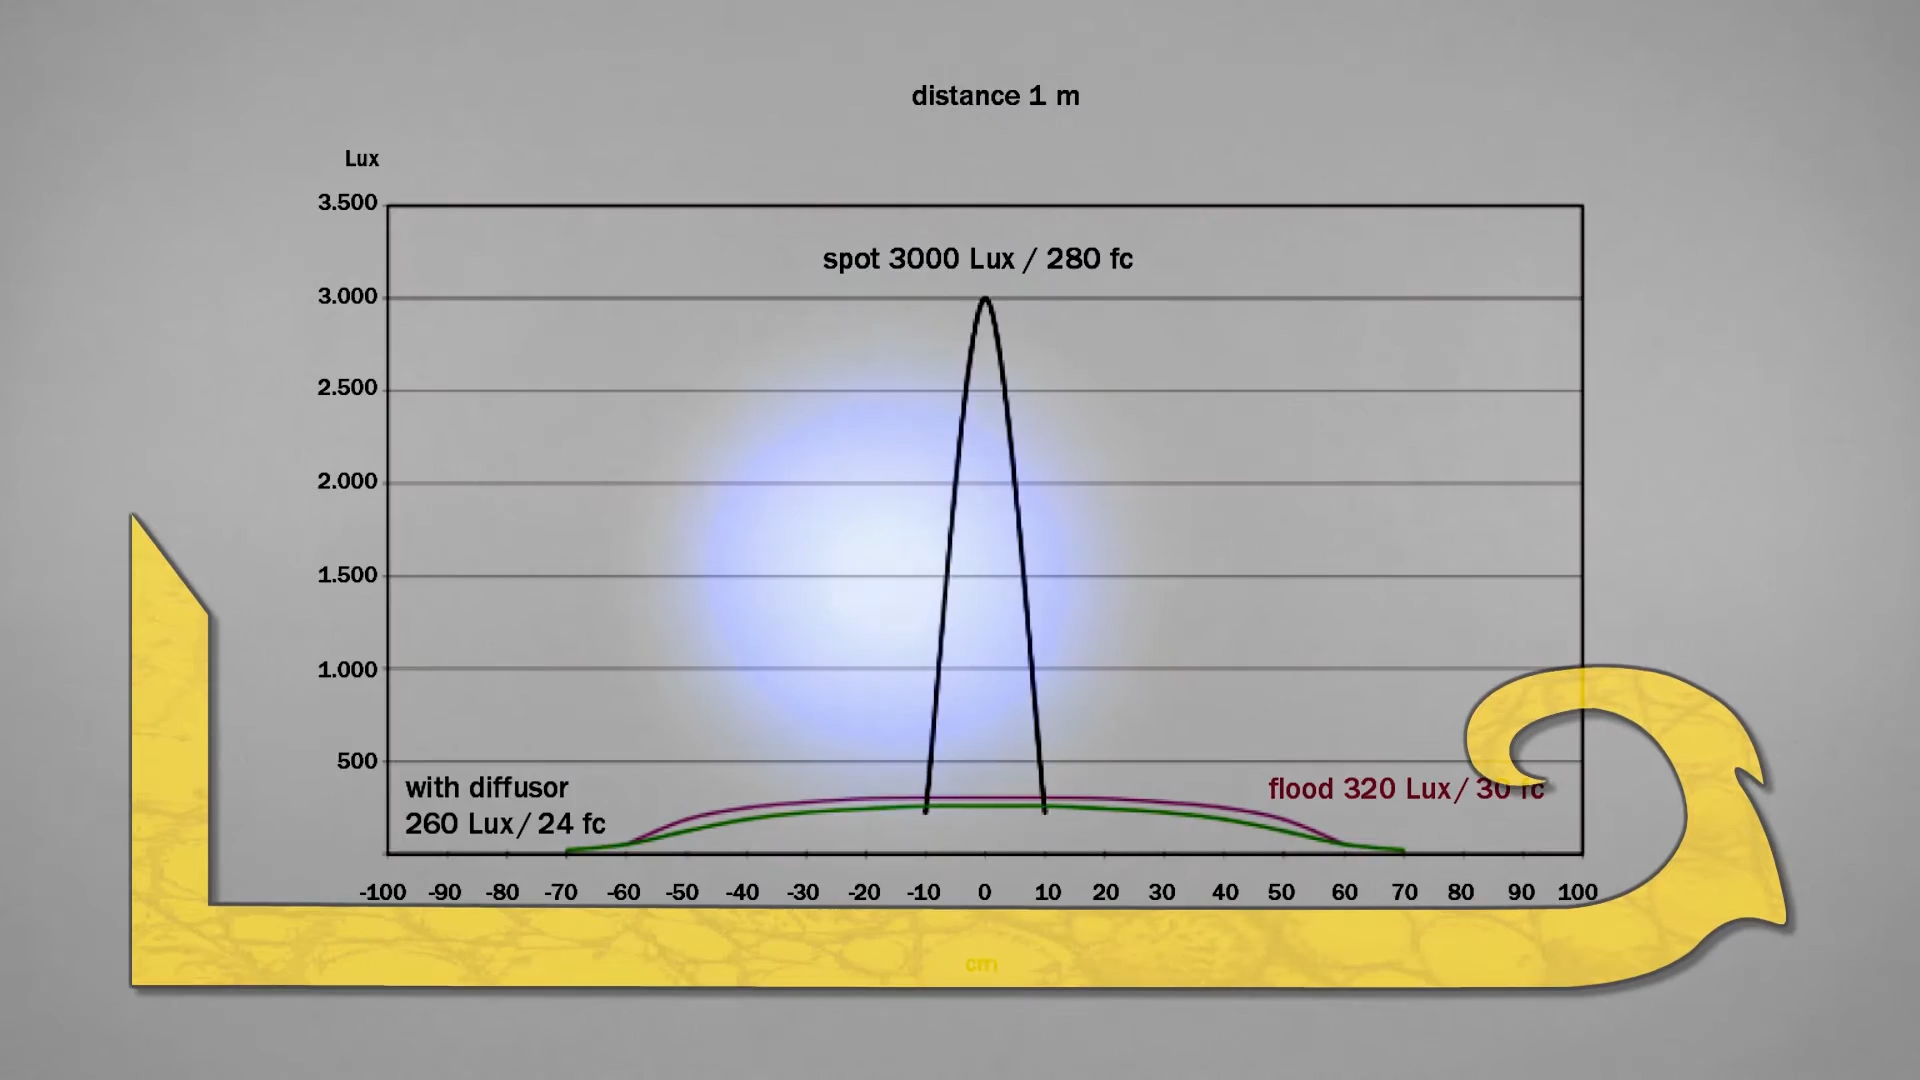 distance 1 m
Lux
3.500
spot 3000 Lux / 280 fc
3.000
2.500
2.000
1.500
1.000
500
with diffusor
260 Lux / 24 fc
flood 320 Lux / 30 fc
-100 -90 -80 -70 -60 -50 -40 -30 -20 -10 0 10 20 30 40 50 60 70 80 90 100
cm